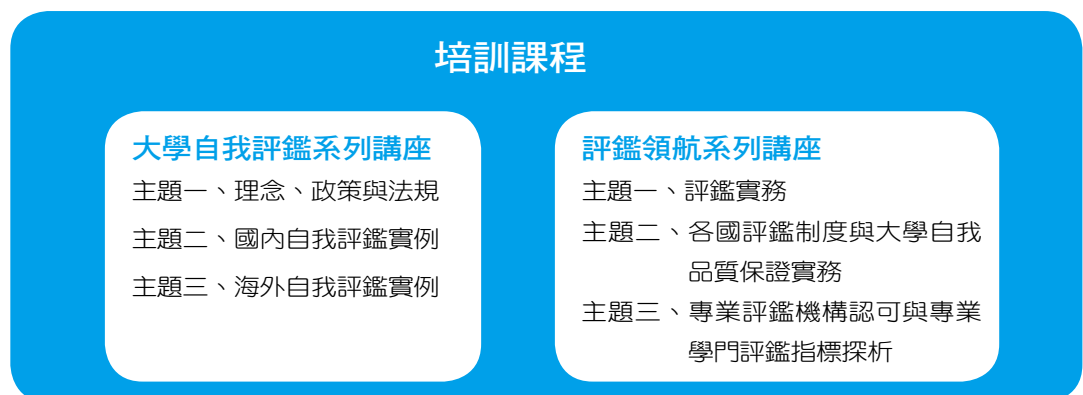 培訓課程
大學自我評鑑系列講座
主題一、理念、政策與法規
主題二、國內自我評鑑實例
主題三、海外自我評鑑實例
評鑑領航系列講座
主題一、評鑑實務
主題二、各國評鑑制度與大學自我
品質保證實務
主題三、專業評鑑機構認可與專業
學門評鑑指標探析